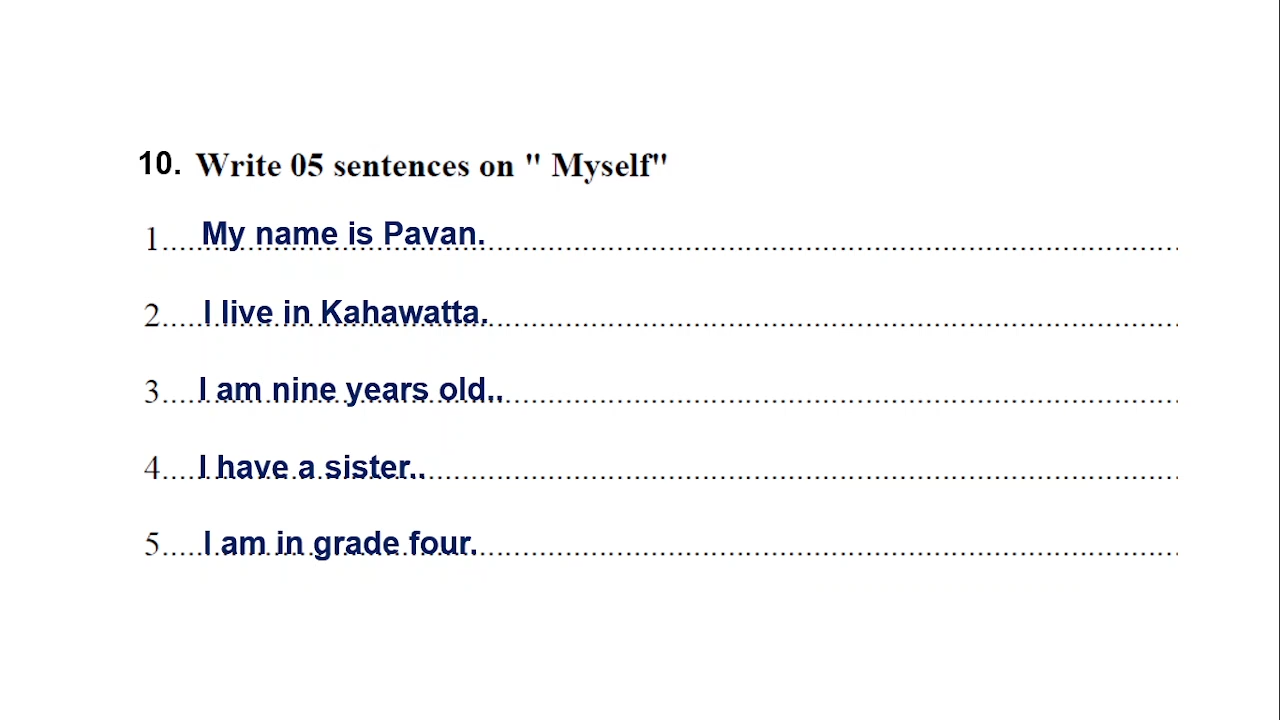 10. Write 05 sentences on " Myself"
1..... My name is Pavan. ..........................................................................................
2..... I live in Kahawatta. ..........................................................................................
3..... I am nine years old.. ..........................................................................................
4..... I have a sister.. ..........................................................................................
5..... I am in grade four. ..........................................................................................